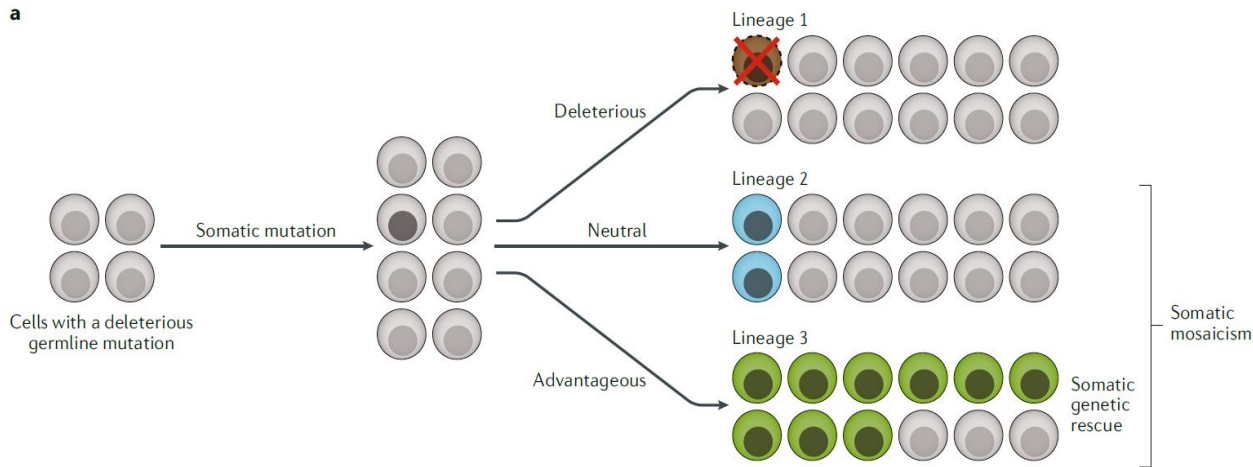 a
Lineage 1
Deleterious
Lineage 2
Somatic mutation
Neutral
Cells with a deleterious
germline mutation
Somatic
mosaicism
Lineage 3
Advantageous
Somatic
genetic
rescue